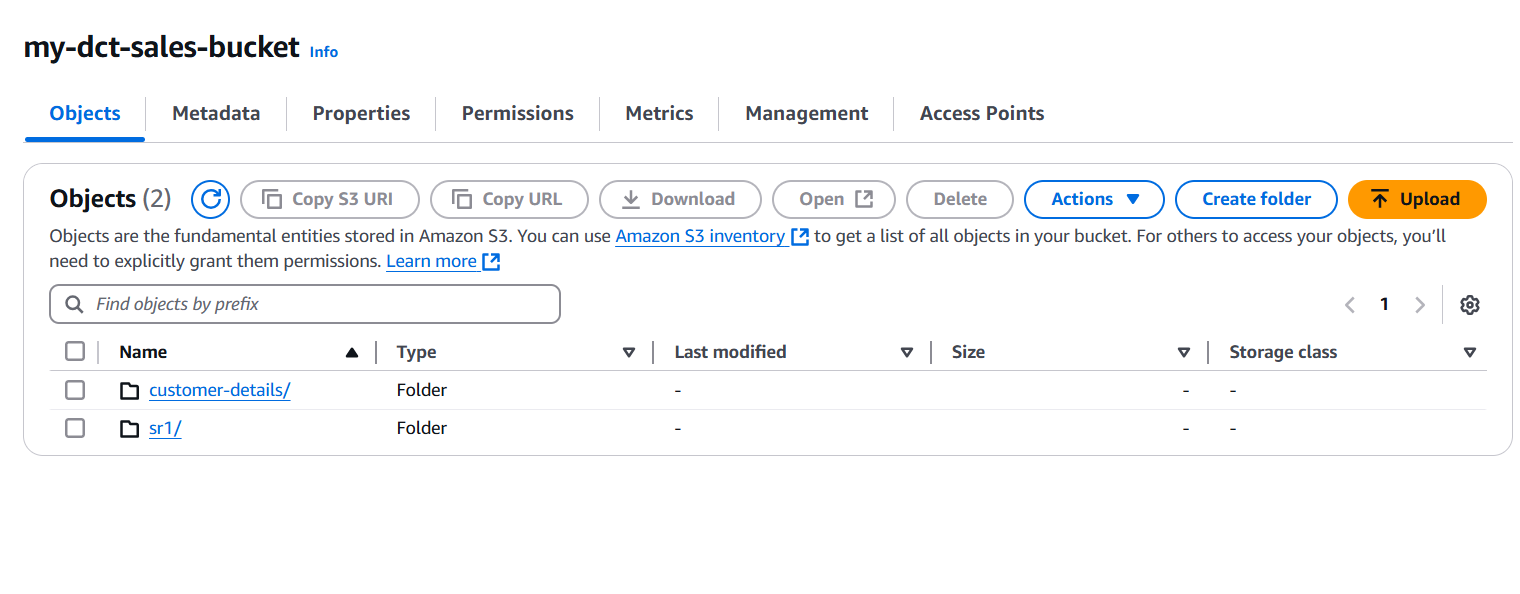 my-dct-sales-bucket Info
Objects Metadata Properties Permissions Metrics Management Access Points
Objects (2) Copy S3 URI Copy URL Download Open Delete Actions Create folder Upload
Objects are the fundamental entities stored in Amazon S3. You can use Amazon S3 inventory to get a list of all objects in your bucket. For others to access your objects, you’ll
need to explicitly grant them permissions. Learn more
Find objects by prefix 1
Name Type Last modified Size Storage class
customer-details/ Folder - - -
sr1/ Folder - - -